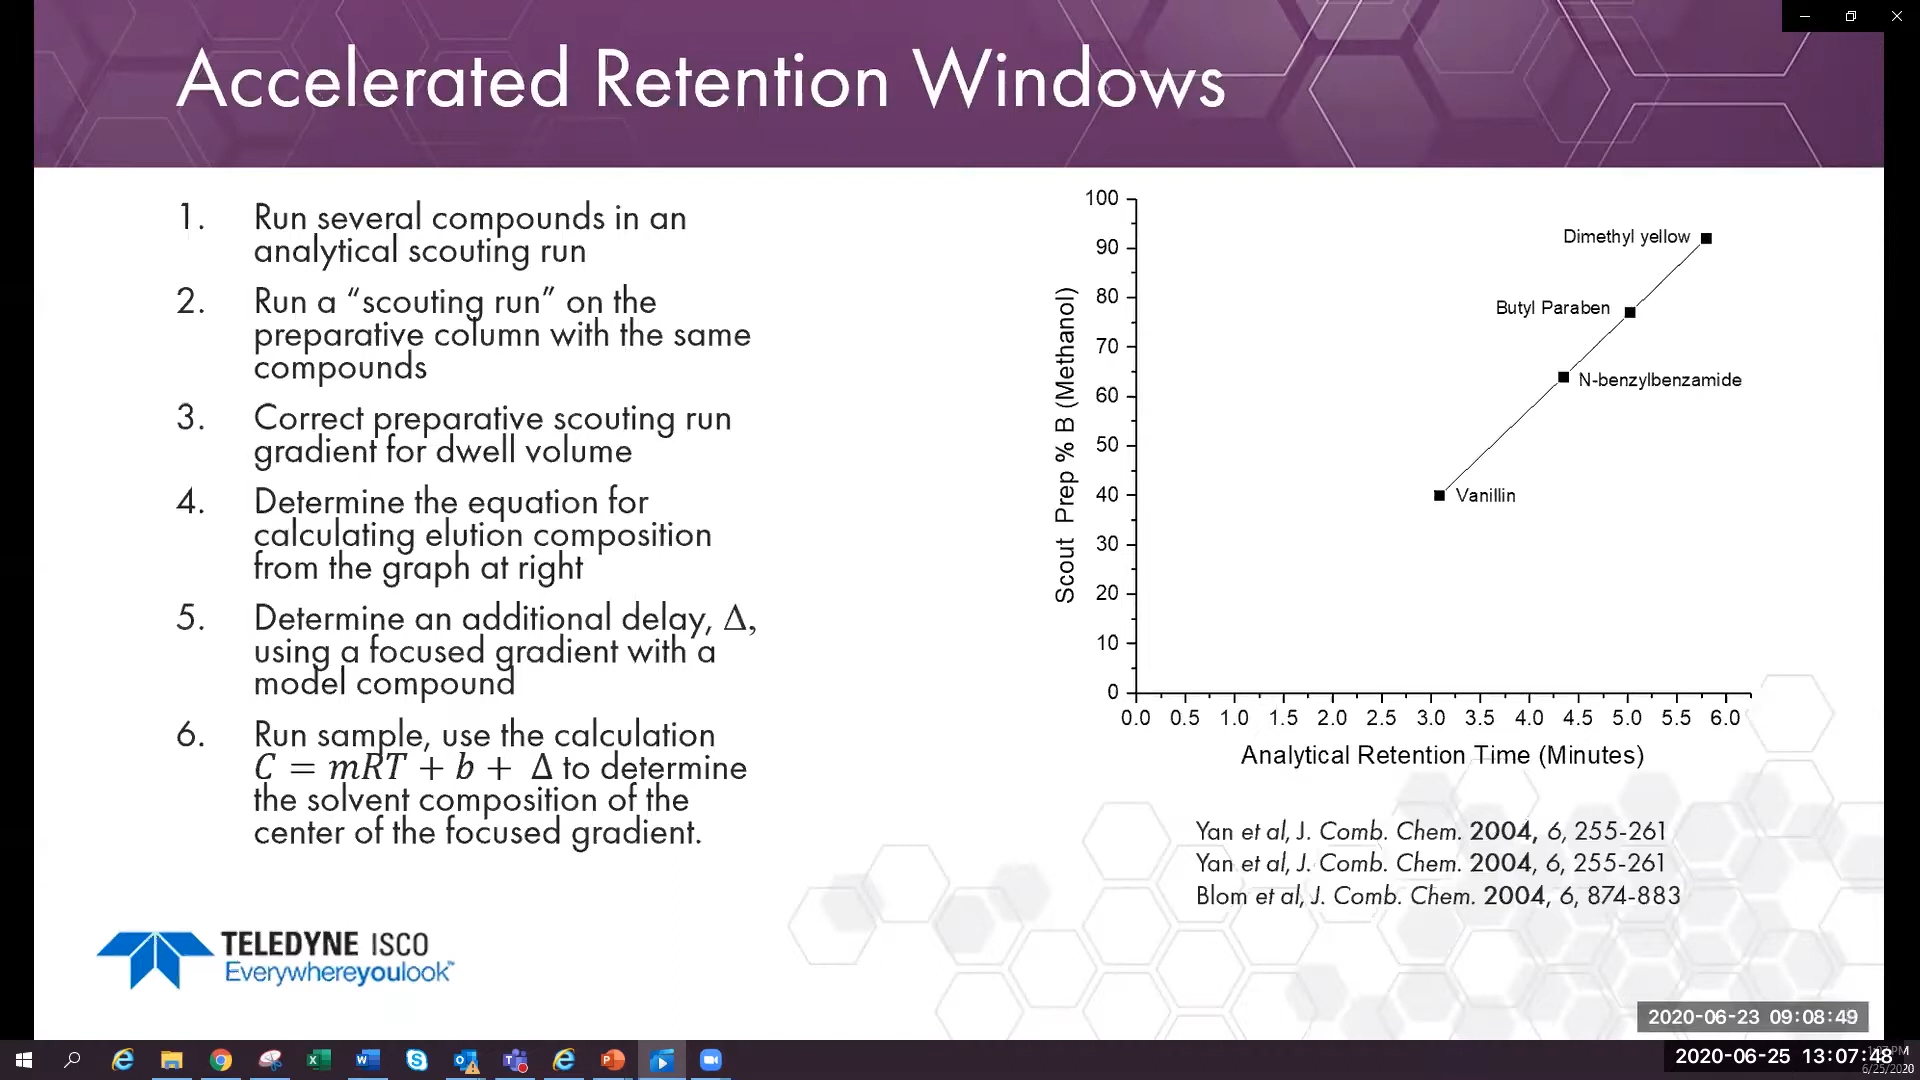 Accelerated Retention Windows
1. Run several compounds in an
analytical scouting run
2. Run a “scouting run” on the
preparative column with the same
compounds
3. Correct preparative scouting run
gradient for dwell volume
4. Determine the equation for
calculating elution composition
from the graph at right
5. Determine an additional delay, Δ,
using a focused gradient with a
model compound
6. Run sample, use the calculation
C = mRT + b + Δ to determine
the solvent composition of the
center of the focused gradient.
Scout Prep % B (Methanol)
100
90
80
70
60
50
40
30
20
10
0
Dimethyl yellow
Butyl Paraben
N-benzylbenzamide
Vanillin
0.0 0.5 1.0 1.5 2.0 2.5 3.0 3.5 4.0 4.5 5.0 5.5 6.0
Analytical Retention Time (Minutes)
Yan et al, J. Comb. Chem. 2004, 6, 255-261
Yan et al, J. Comb. Chem. 2004, 6, 255-261
Blom et al, J. Comb. Chem. 2004, 6, 874-883
TELEDYNE ISCO
Everywhereyoulook™
2020-06-23 09:08:49
2020-06-25 13:07:48
6/25/2020